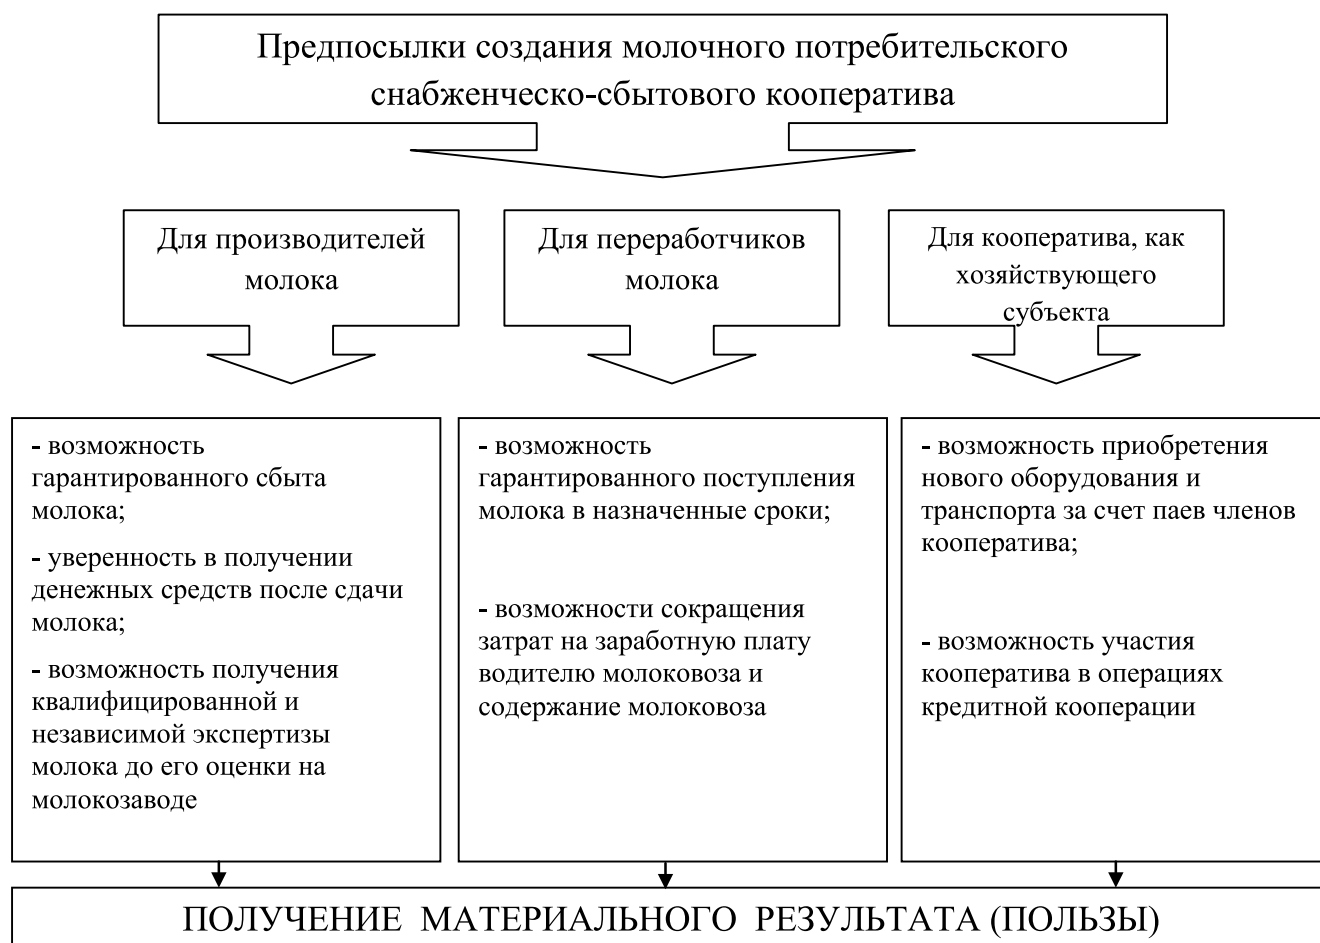 Предпосылки создания молочного потребительского
снабженческо-сбытового кооператива
Для производителей
молока
Для переработчиков
молока
Для кооператива, как
хозяйствующего
субъекта
- возможность
гарантированного сбыта
молока;
- уверенность в получении
денежных средств после сдачи
молока;
- возможность получения
квалифицированной и
независимой экспертизы
молока до его оценки на
молокозаводе
- возможность
гарантированного поступления
молока в назначенные сроки;
- возможности сокращения
затрат на заработную плату
водителю молоковоза и
содержание молоковоза
- возможность приобретения
нового оборудования и
транспорта за счет паев членов
кооператива;
- возможность участия
кооператива в операциях
кредитной кооперации
ПОЛУЧЕНИЕ МАТЕРИАЛЬНОГО РЕЗУЛЬТАТА (ПОЛЬЗЫ)